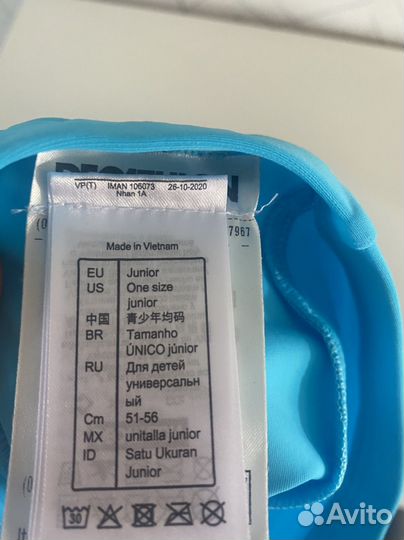 DECATHLON
VP(T) IMAN 106073 26-10-2020
Nhan 1A
7967
Made in Vietnam
EU Junior
US One size
junior
中国 青少年均码
BR Tamanho
ÚNICO júnior
RU Для детей
универсальн
ый
Cm 51-56
MX unitalla junior
ID Satu Ukuran
Junior
30
Avito